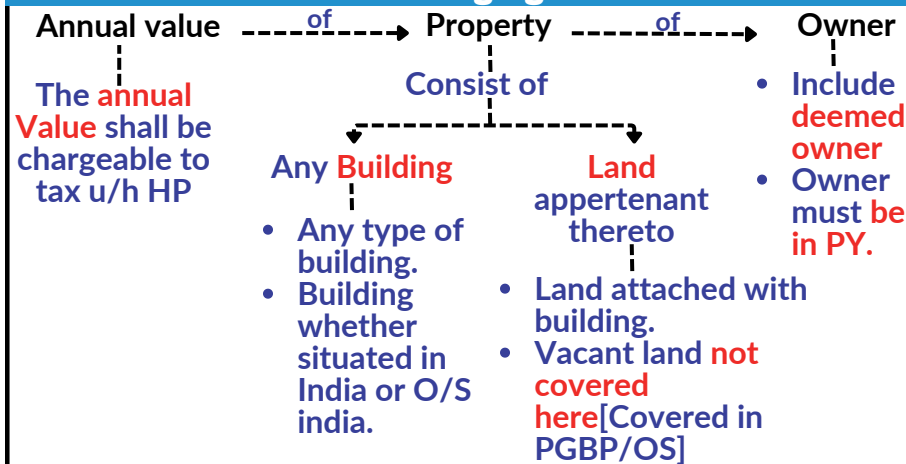 Annual value of Property of Owner
The annual
Value shall be
chargeable to
tax u/h HP
Consist of
Any Building
• Any type of
building.
• Building
whether
situated in
India or O/S
india.
Land
appertenant
thereto
• Land attached with
building.
• Vacant land not
covered
here[Covered in
PGBP/OS]
• Include
deemed
owner
• Owner
must be
in PY.